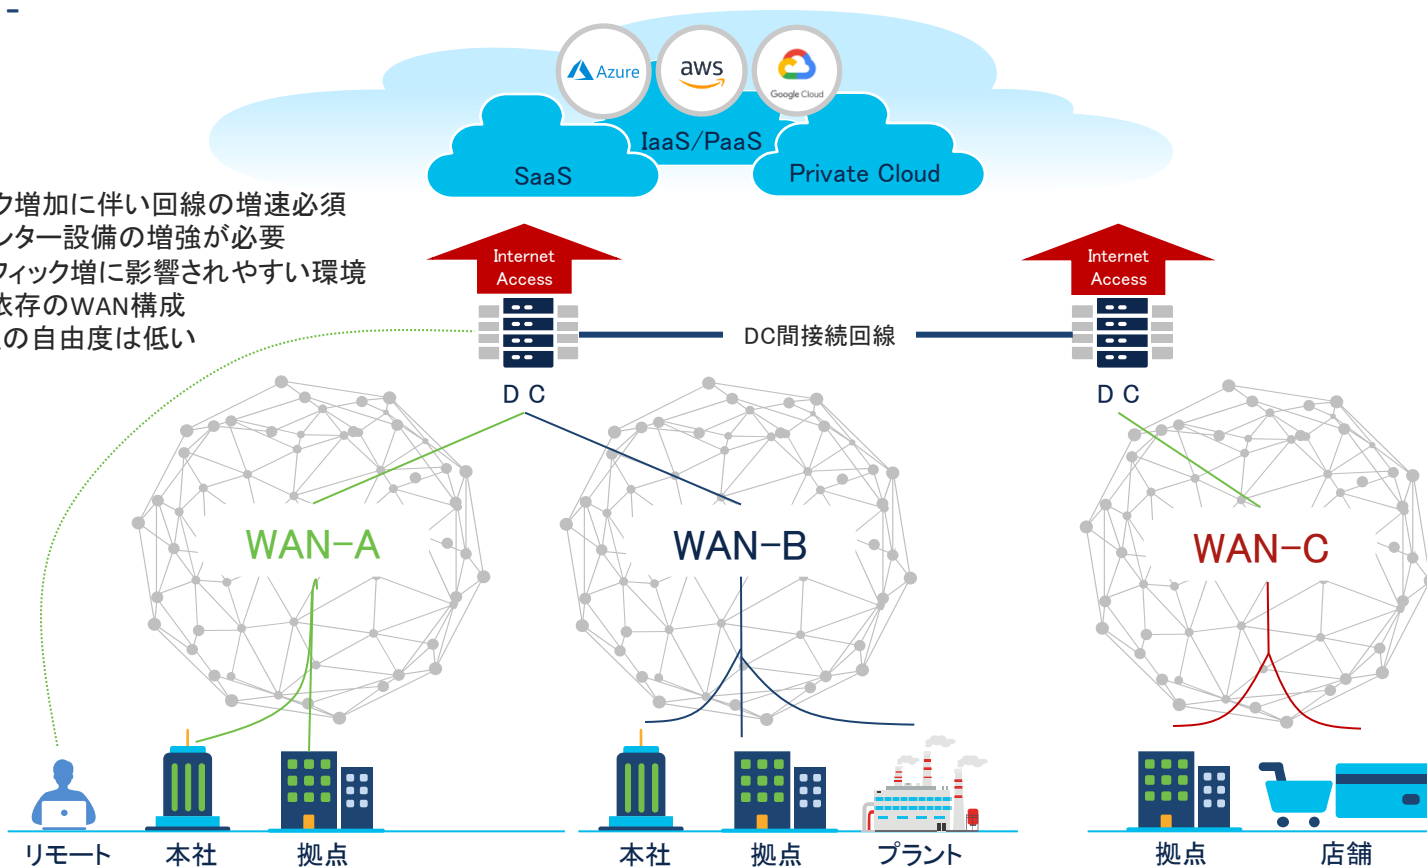 Azure
aws
Google Cloud
IaaS/PaaS
SaaS
Private Cloud
ク増加に伴い回線の増速必須
ンター設備の増強が必要
フィック増に影響されやすい環境
依存のWAN構成
の自由度は低い
Internet
Access
Internet
Access
DC間接続回線
DC
DC
WAN-A
WAN-B
WAN-C
リモート
本社
拠点
本社
拠点
プラント
拠点
店舗